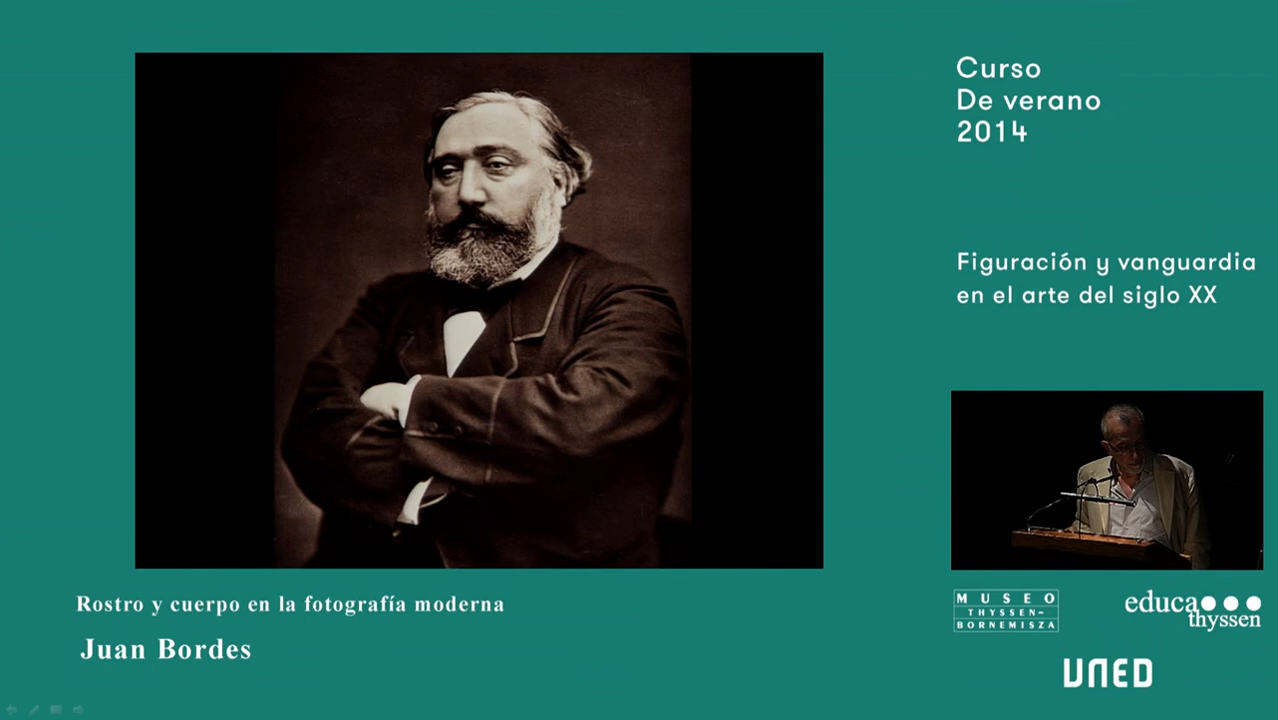 Curso
De verano
2014
Figuración y vanguardia
en el arte del siglo XX
Rostro y cuerpo en la fotografía moderna
Juan Bordes
MUSEO
THYSSEN-
BORNEMISZA
educa
thyssen
UNED